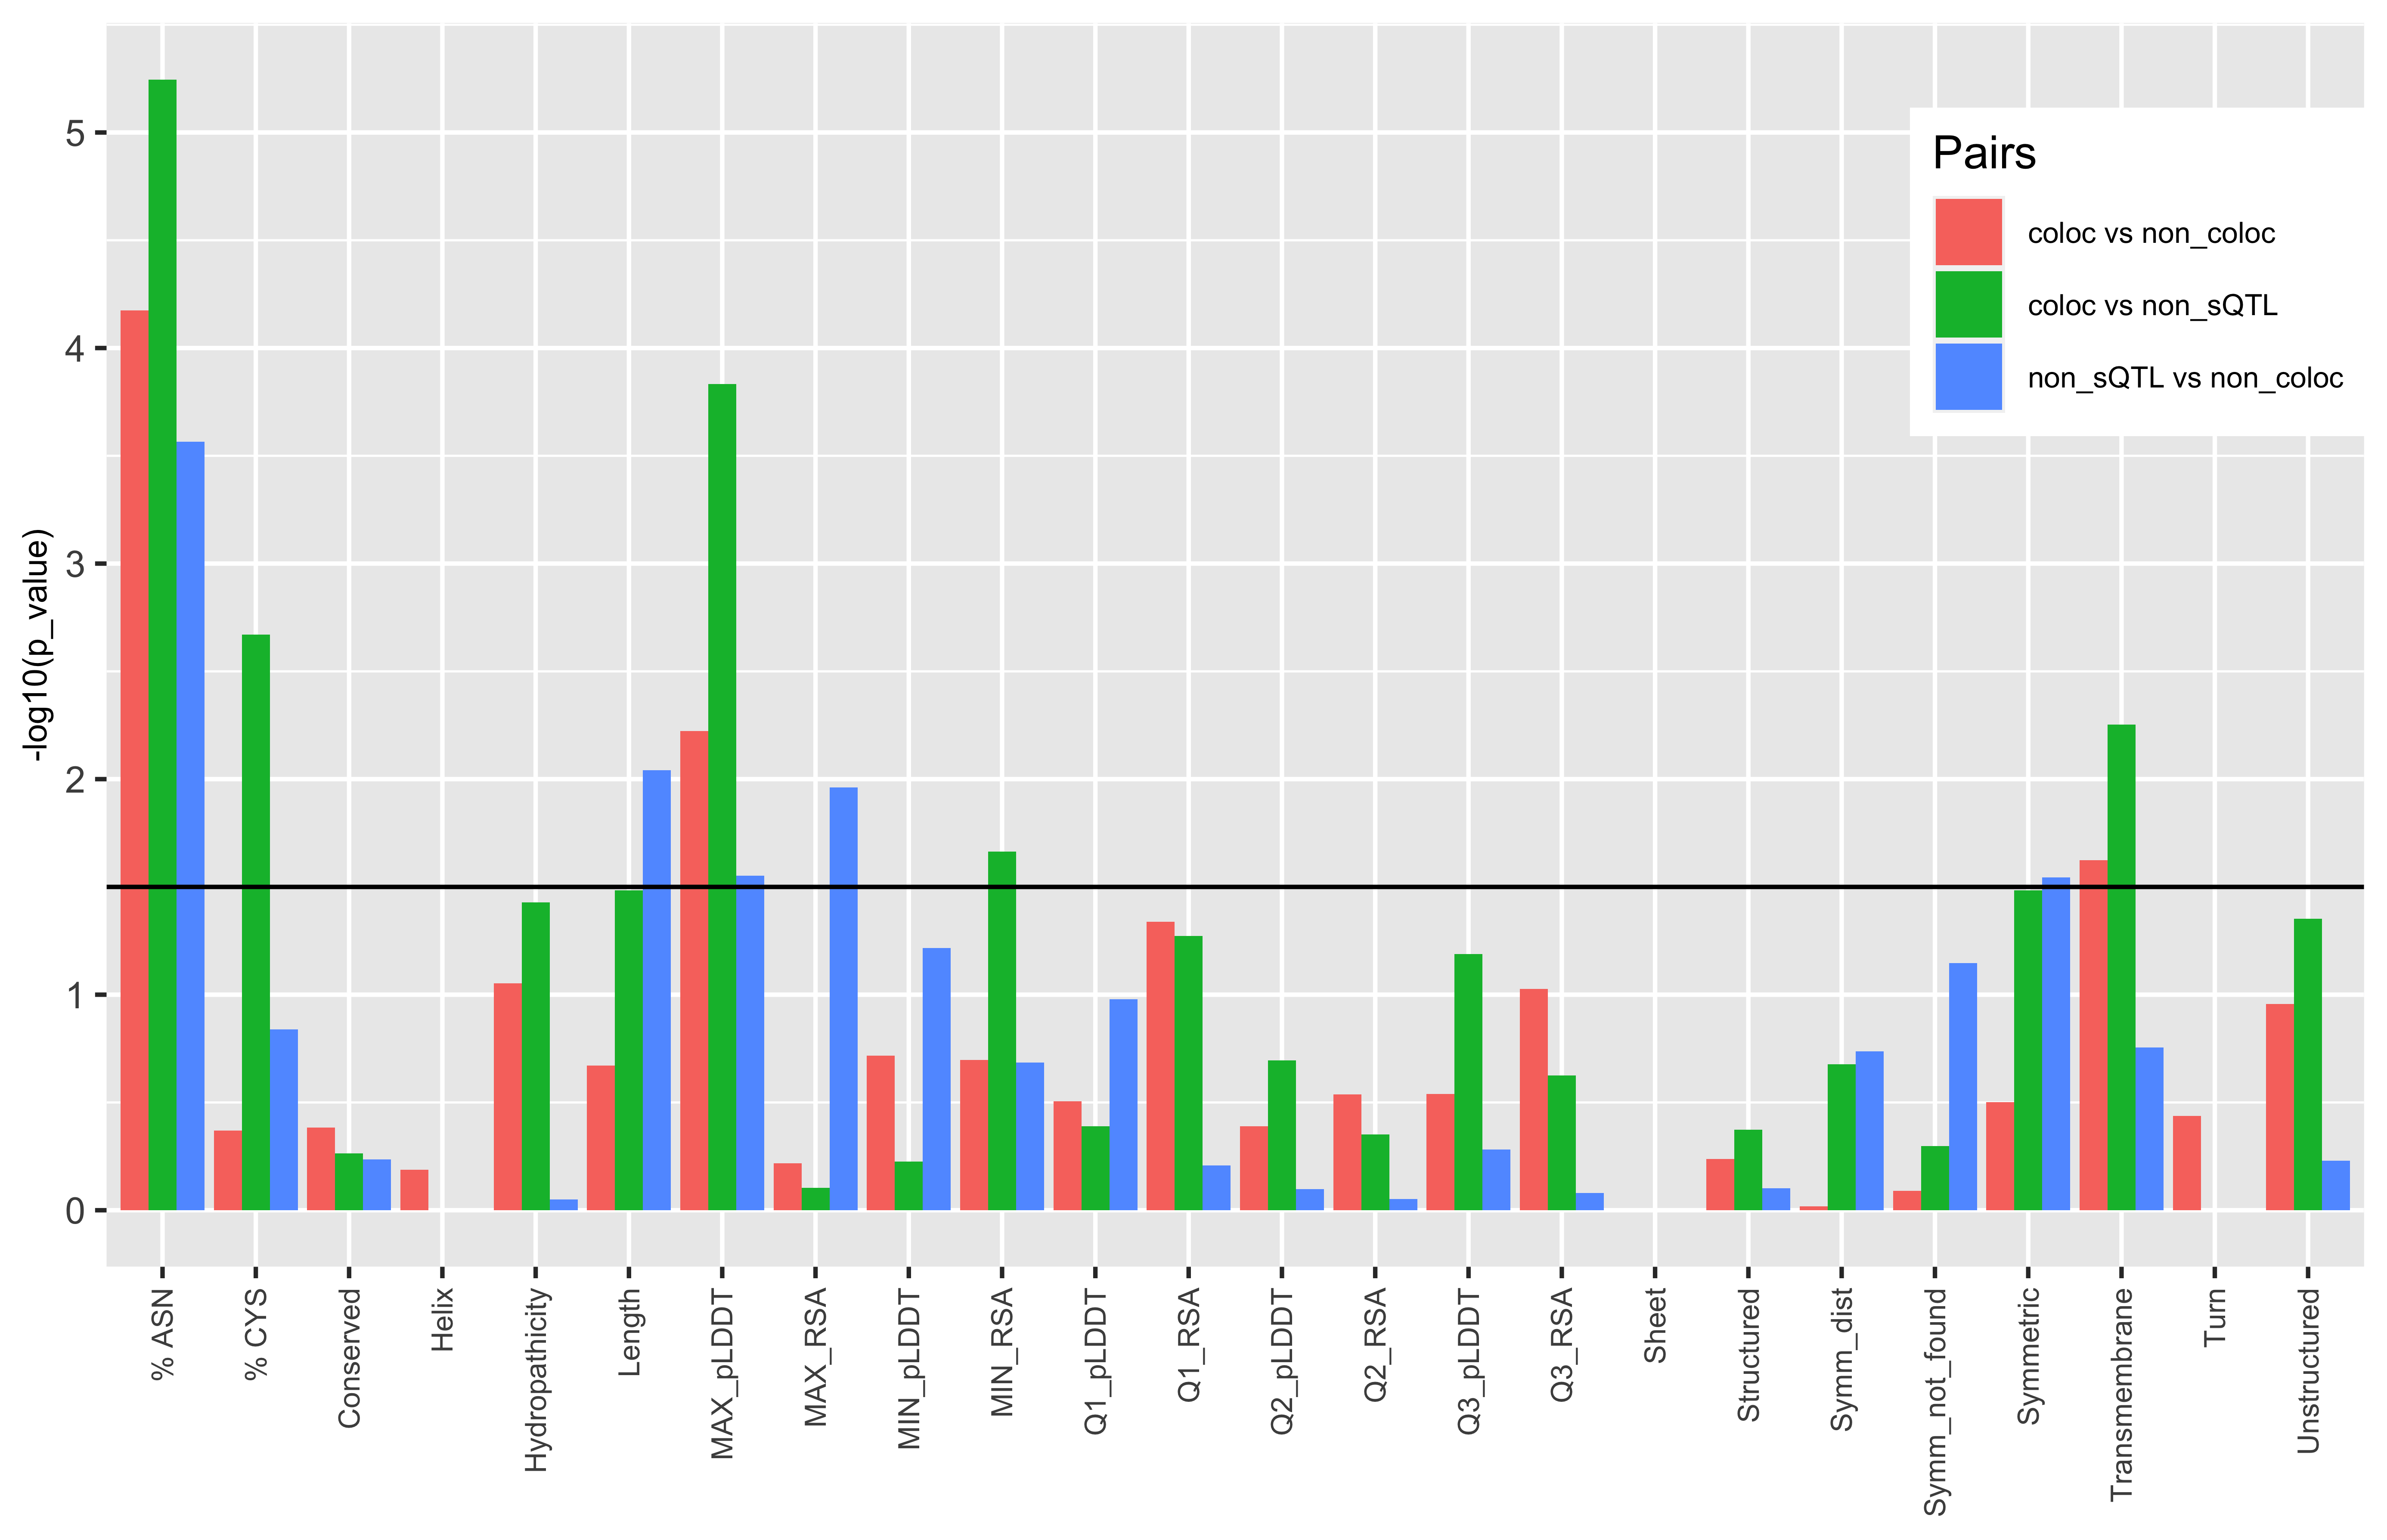 -log10(p_value)
5
4
3
2
1
0
Pairs
coloc vs non_coloc
coloc vs non_sQTL
non_sQTL vs non_coloc
% ASN
% CYS
Conserved
Helix
Hydropathicity
Length
MAX_pLDDT
MAX_RSA
MIN_pLDDT
MIN_RSA
Q1_pLDDT
Q1_RSA
Q2_pLDDT
Q2_RSA
Q3_pLDDT
Q3_RSA
Sheet
Structured
Symm_dist
Symm_not_found
Symmetric
Transmembrane
Turn
Unstructured